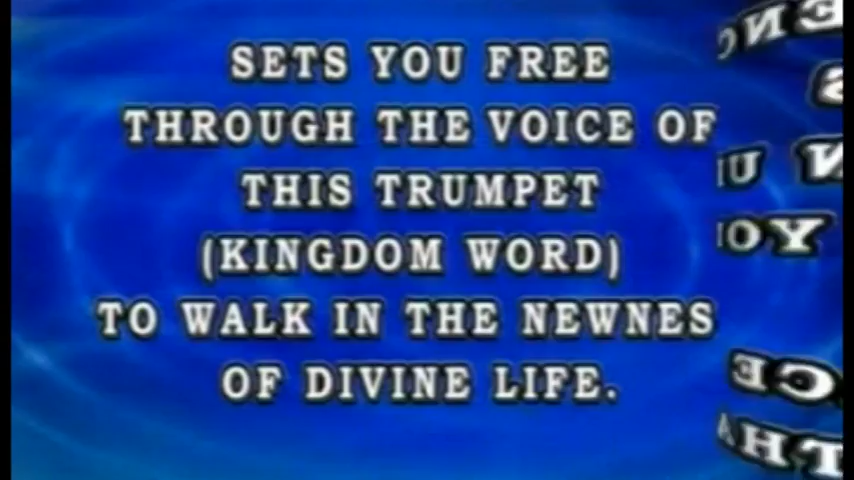 SETS YOU FREE
THROUGH THE VOICE OF
THIS TRUMPET
(KINGDOM WORD)
TO WALK IN THE NEWNES
OF DIVINE LIFE.